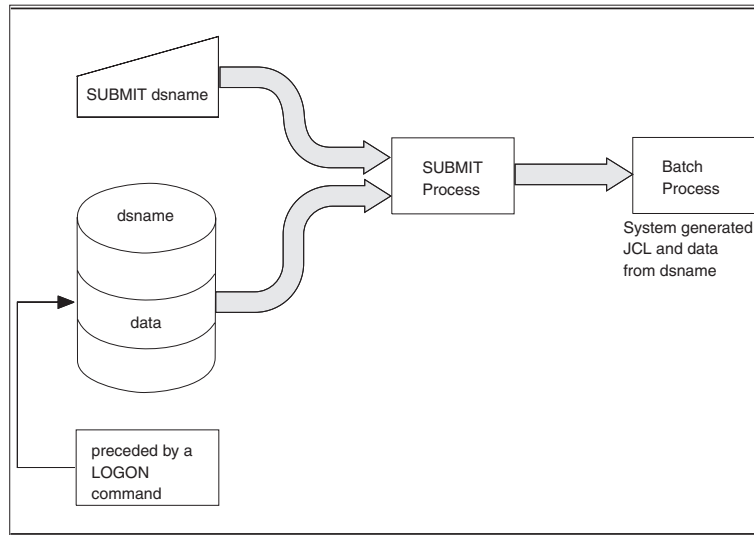 SUBMIT dsname
SUBMIT
Process
Batch
Process
System generated
JCL and data
from dsname
dsname
data
preceded by a
LOGON
command